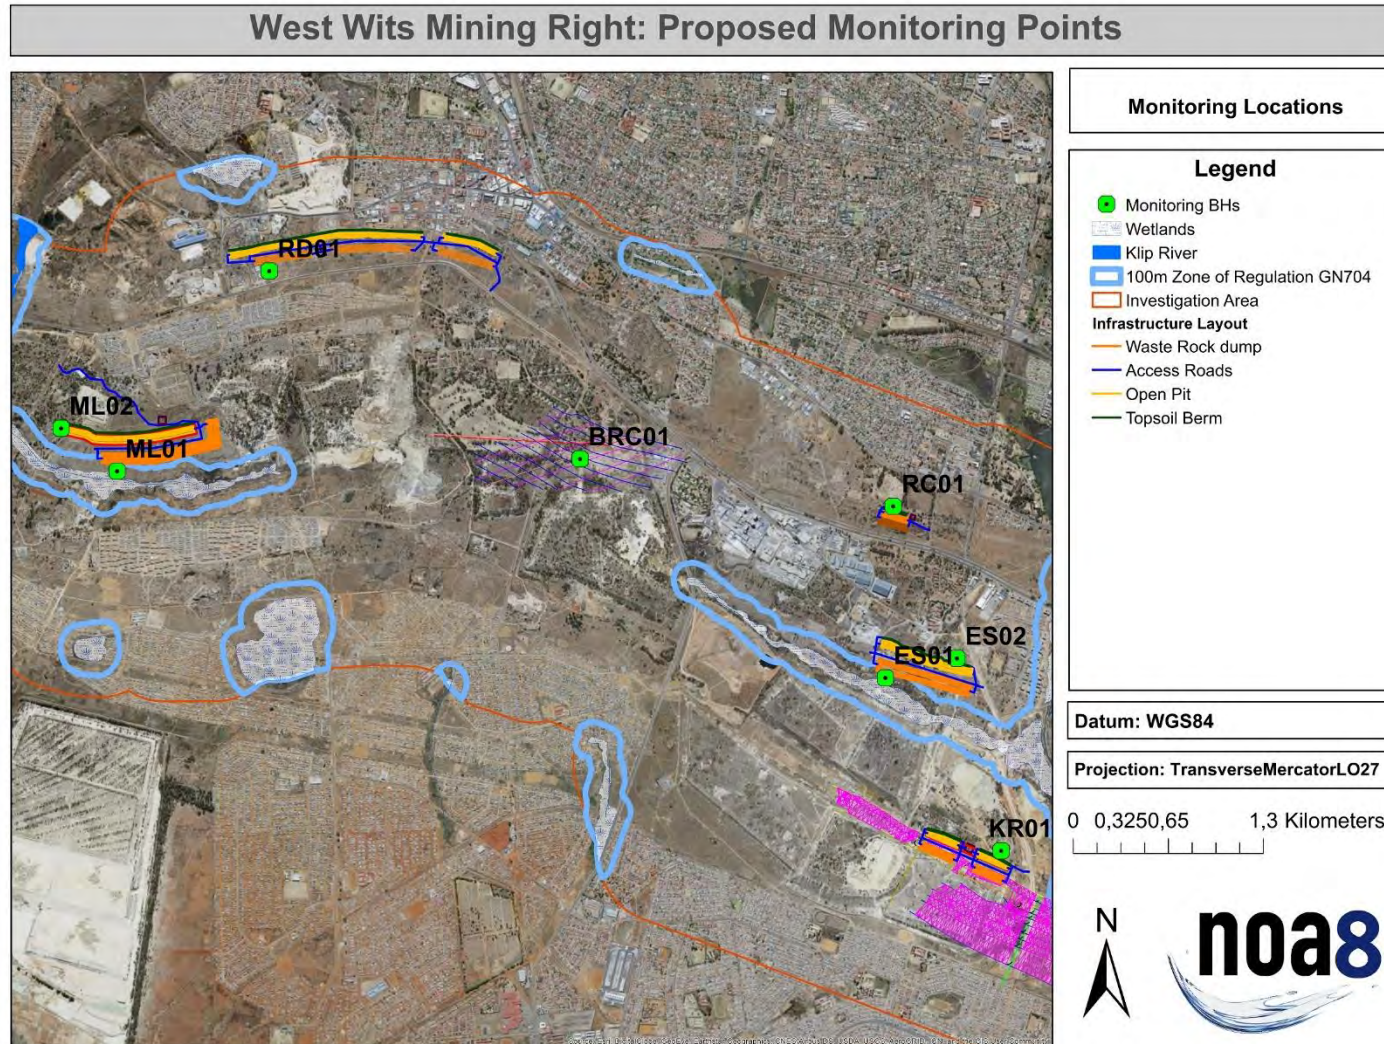 West Wits Mining Right: Proposed Monitoring Points
Monitoring Locations
Legend
Monitoring BHs
Wetlands
Klip River
100m Zone of Regulation GN704
Investigation Area
Infrastructure Layout
Waste Rock dump
Access Roads
Open Pit
Topsoil Berm
RD01
ML02
ML01
BRC01
RC01
ES02
ES01
KR01
Datum: WGS84
Projection: TransverseMercatorLO27
0 0,3250,65 1,3 Kilometers
N
noa8